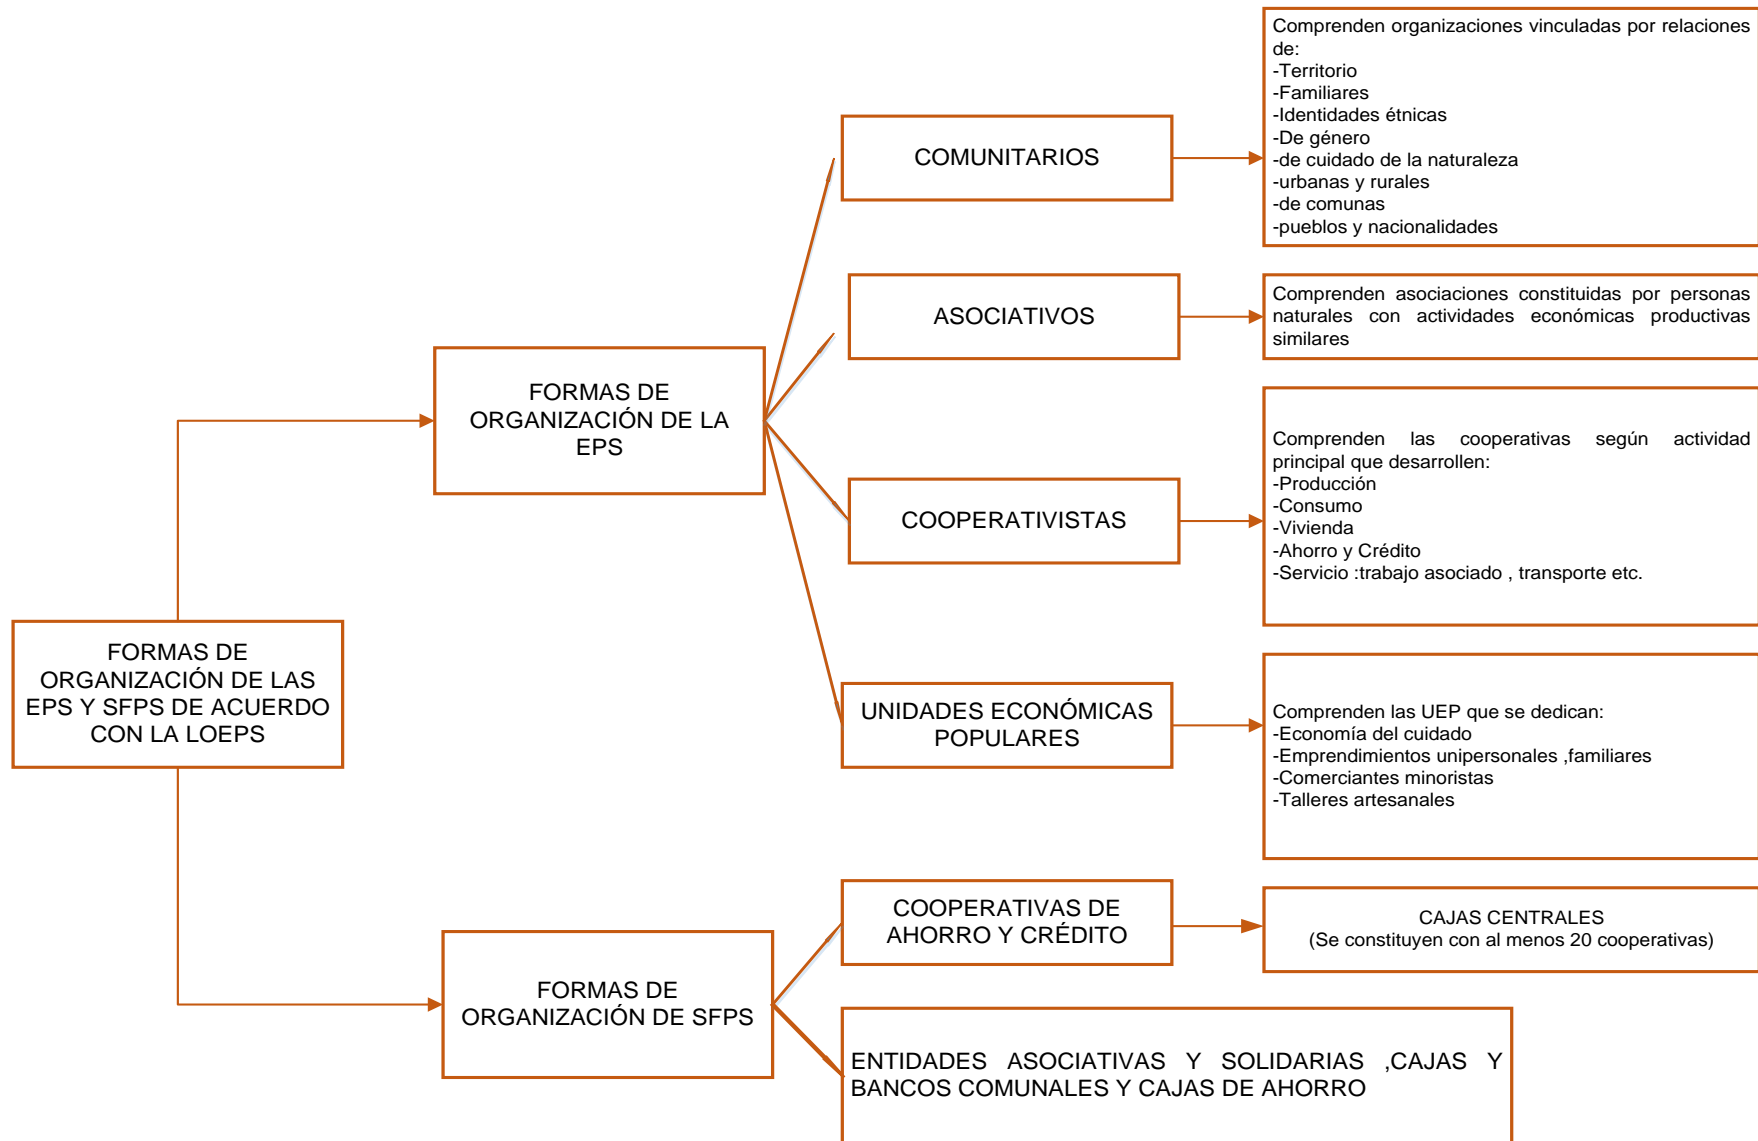 FORMAS DE
ORGANIZACIÓN DE LAS
EPS Y SFPS DE ACUERDO
CON LA LOEPS
FORMAS DE
ORGANIZACIÓN DE LA
EPS
COMUNITARIOS
Comprenden organizaciones vinculadas por relaciones
de:
-Territorio
-Familiares
-Identidades étnicas
-De género
-de cuidado de la naturaleza
-urbanas y rurales
-de comunas
-pueblos y nacionalidades
ASOCIATIVOS
Comprenden asociaciones constituidas por personas
naturales con actividades económicas productivas
similares
COOPERATIVISTAS
Comprenden las cooperativas según actividad
principal que desarrollen:
-Producción
-Consumo
-Vivienda
-Ahorro y Crédito
-Servicio :trabajo asociado , transporte etc.
UNIDADES ECONÓMICAS
POPULARES
Comprenden las UEP que se dedican:
-Economía del cuidado
-Emprendimientos unipersonales ,familiares
-Comerciantes minoristas
-Talleres artesanales
FORMAS DE
ORGANIZACIÓN DE SFPS
COOPERATIVAS DE
AHORRO Y CRÉDITO
CAJAS CENTRALES
(Se constituyen con al menos 20 cooperativas)
ENTIDADES ASOCIATIVAS Y SOLIDARIAS ,CAJAS Y
BANCOS COMUNALES Y CAJAS DE AHORRO